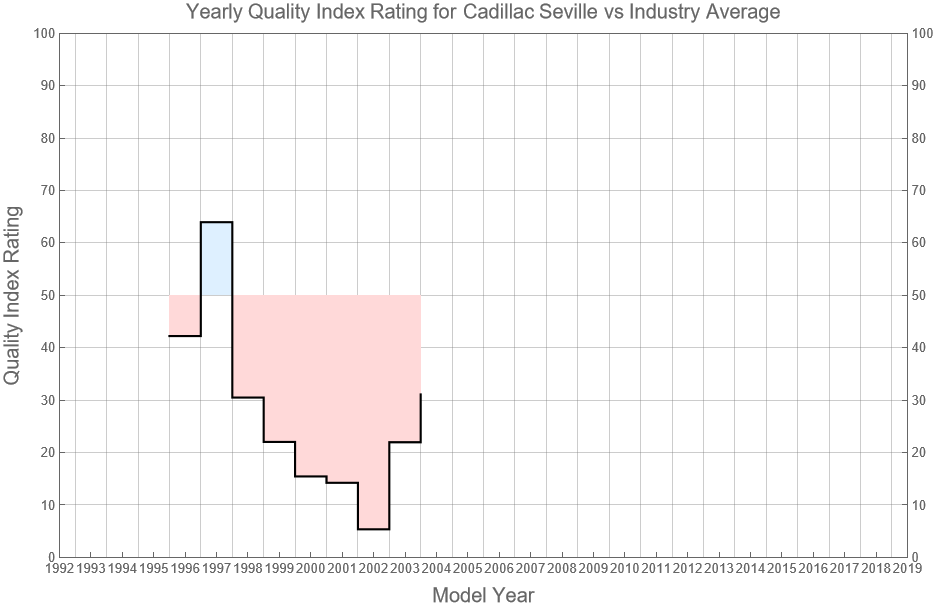 Yearly Quality Index Rating for Cadillac Seville vs Industry Average
100 100
90 90
80 80
70 70
60 60
50 50
40 40
30 30
20 20
10 10
0 0
Quality Index Rating
1992 1993 1994 1995 1996 1997 1998 1999 2000 2001 2002 2003 2004 2005 2006 2007 2008 2009 2010 2011 2012 2013 2014 2015 2016 2017 2018 2019
Model Year